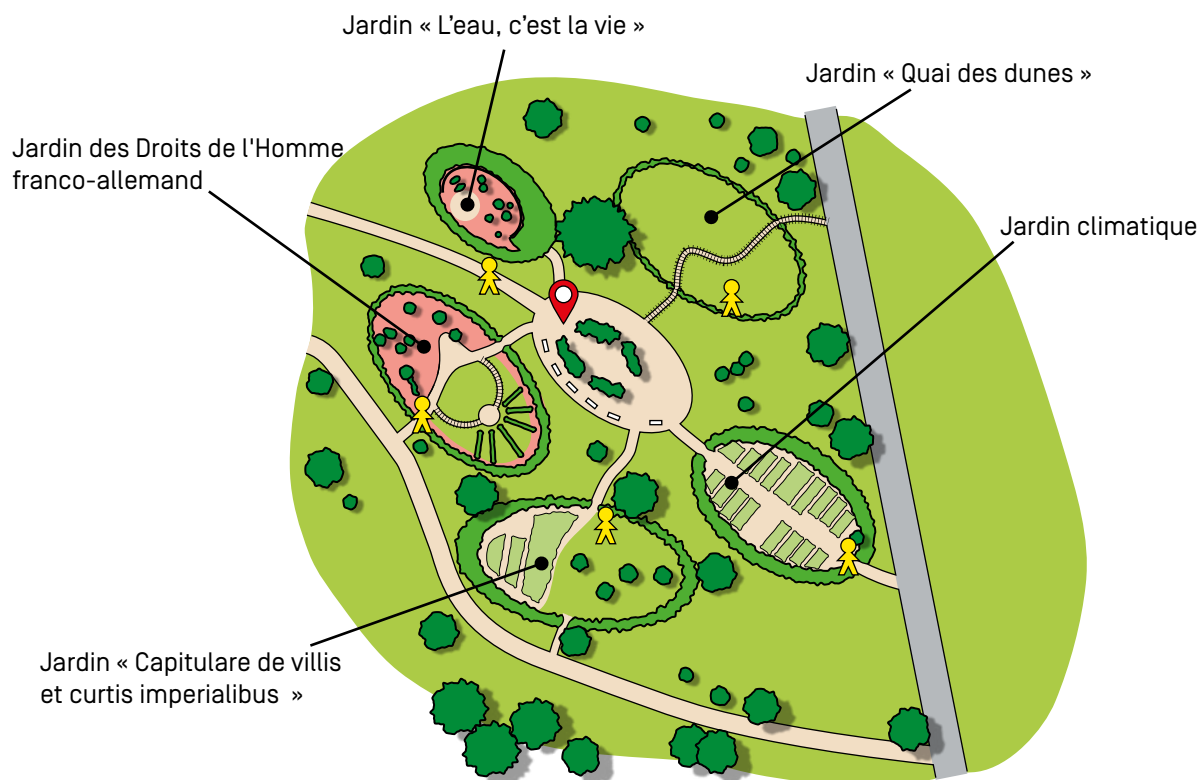 Jardin « L'eau, c'est la vie »
Jardin « Quai des dunes »
Jardin des Droits de l'Homme
franco-allemand
Jardin climatique
Jardin « Capitulare de villis
et curtis imperialibus  »